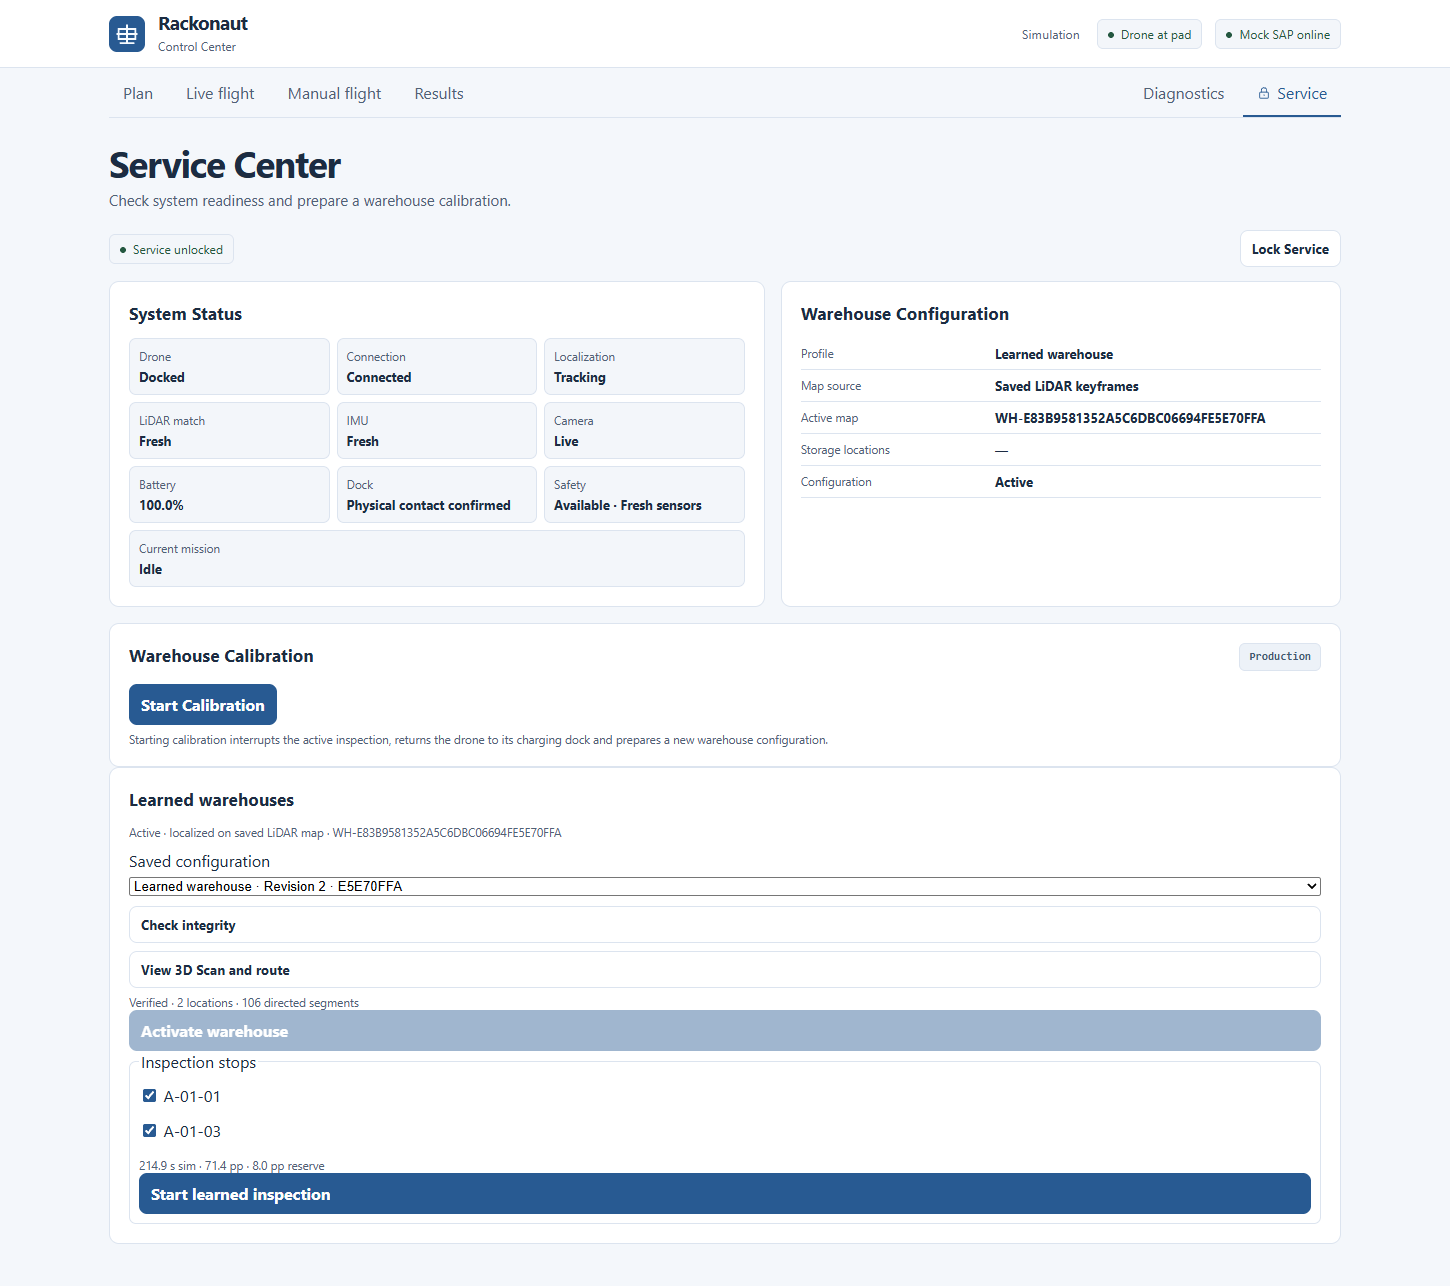 Rackonaut
Control Center
Simulation
Drone at pad
Mock SAP online
Plan
Live flight
Manual flight
Results
Diagnostics
Service
Service Center
Check system readiness and prepare a warehouse calibration.
Service unlocked
Lock Service
System Status
Drone
Docked
Connection
Connected
Localization
Tracking
LiDAR match
Fresh
IMU
Fresh
Camera
Live
Battery
100.0%
Dock
Physical contact confirmed
Safety
Available · Fresh sensors
Current mission
Idle
Warehouse Configuration
Profile
Learned warehouse
Map source
Saved LiDAR keyframes
Active map
WH-E83B9581352A5C6DBC06694FE5E70FFA
Storage locations
—
Configuration
Active
Warehouse Calibration
Production
Start Calibration
Starting calibration interrupts the active inspection, returns the drone to its charging dock and prepares a new warehouse configuration.
Learned warehouses
Active · localized on saved LiDAR map · WH-E83B9581352A5C6DBC06694FE5E70FFA
Saved configuration
Learned warehouse · Revision 2 · E5E70FFA
Check integrity
View 3D Scan and route
Verified · 2 locations · 106 directed segments
Activate warehouse
Inspection stops
A-01-01
A-01-03
214.9 s sim · 71.4 pp · 8.0 pp reserve
Start learned inspection